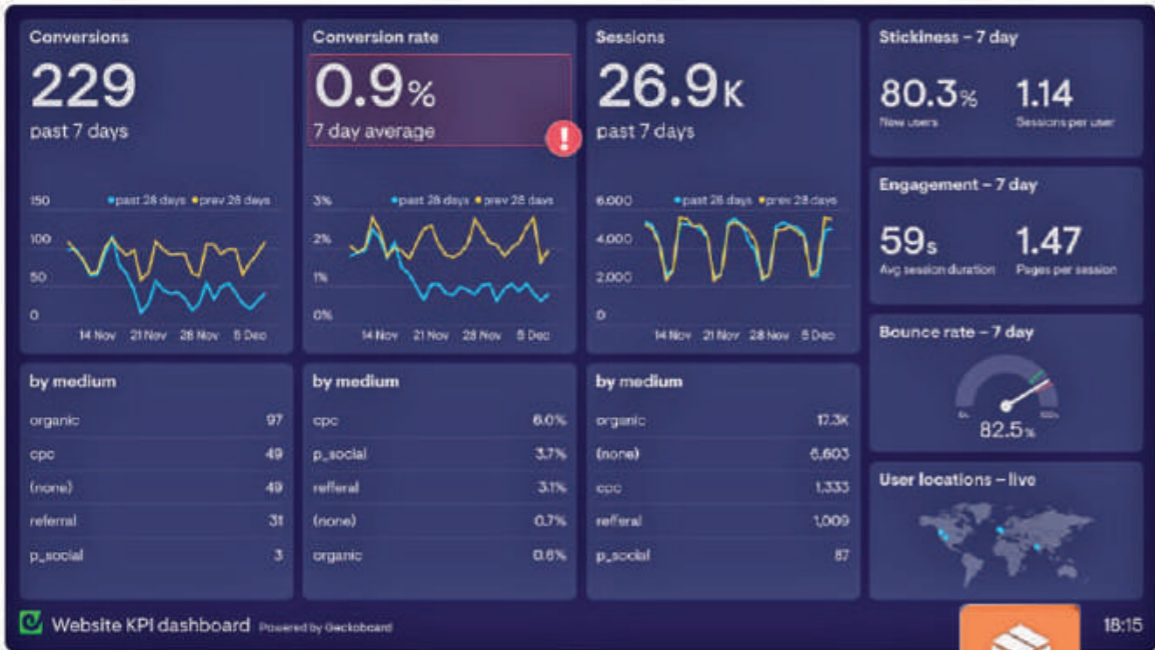 Conversions
229
past 7 days
150
past 28 days prev 28 days
100
50
0
14 Nov 21 Nov 28 Nov 5 Dec
Conversion rate
0.9%
7 day average
!
3%
past 28 days prev 28 days
2%
1%
0%
14 Nov 21 Nov 28 Nov 5 Dec
Sessions
26.9K
past 7 days
6,000
past 28 days prev 28 days
4,000
2,000
0
14 Nov 21 Nov 28 Nov 5 Dec
Stickiness – 7 day
80.3% 1.14
New users Sessions per user
Engagement – 7 day
59s 1.47
Avg session duration Pages per session
Bounce rate – 7 day
0% 100%
82.5%
User locations – live
by medium
organic 97
cpc 49
(none) 49
referral 31
p_social 3
by medium
cpc 6.0%
p_social 3.7%
refferal 3.1%
(none) 0.7%
organic 0.6%
by medium
organic 17.3K
(none)
cpc 1,333
refferal 1,009
p_social 87
Website KPI dashboard Powered by Geckoboard
18:15